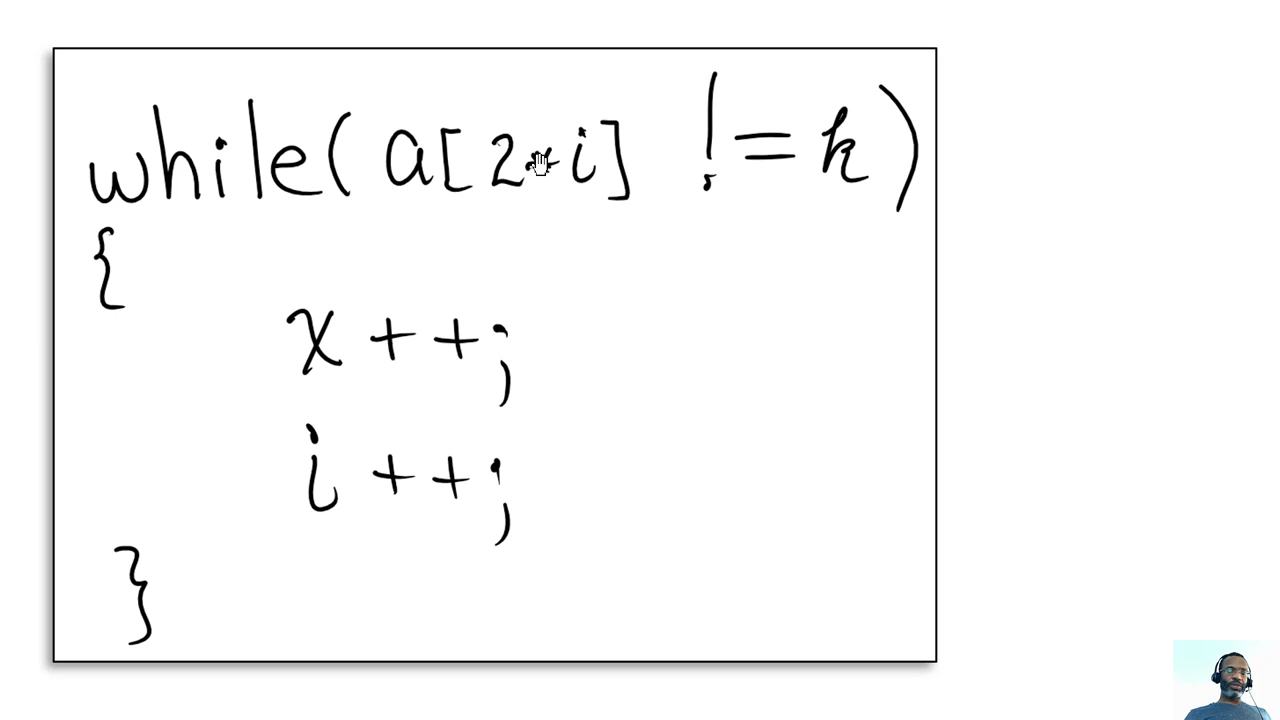 while( a[2*i] != k)
{
x++;
i++;
}